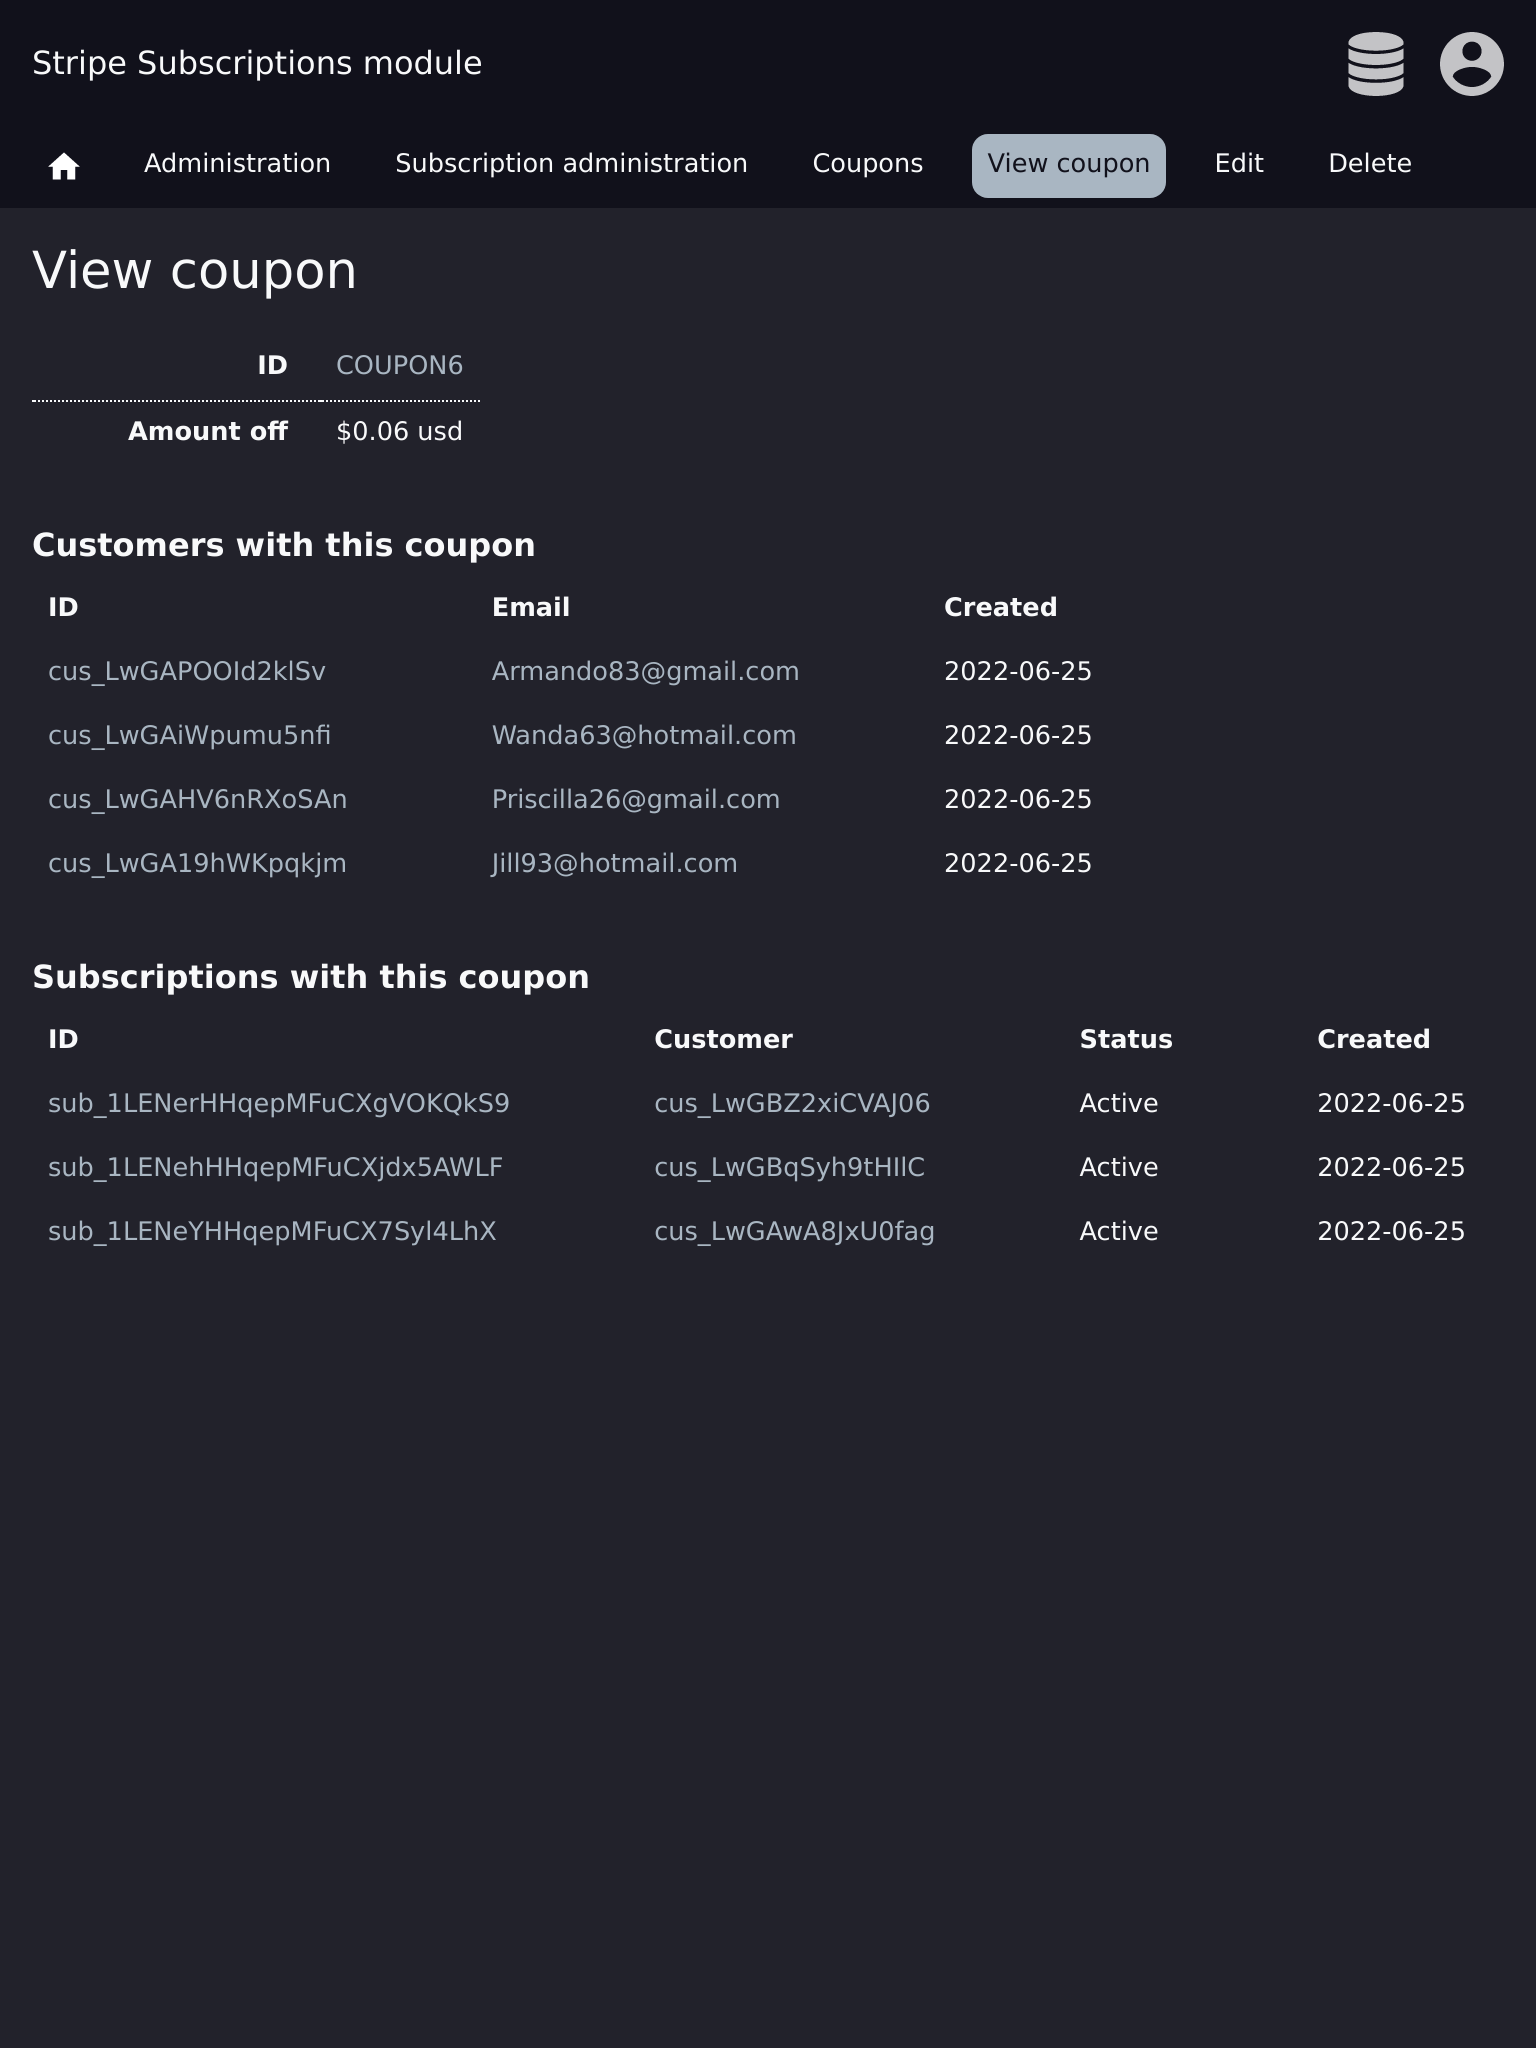 Stripe Subscriptions module
Administration Subscription administration Coupons View coupon Edit Delete
View coupon
ID COUPON6
Amount off $0.06 usd
Customers with this coupon
ID Email Created
cus_LwGAPOOId2klSv Armando83@gmail.com 2022-06-25
cus_LwGAiWpumu5nfi Wanda63@hotmail.com 2022-06-25
cus_LwGAHV6nRXoSAn Priscilla26@gmail.com 2022-06-25
cus_LwGA19hWKpqkjm Jill93@hotmail.com 2022-06-25
Subscriptions with this coupon
ID Customer Status Created
sub_1LENerHHqepMFuCXgVOKQkS9 cus_LwGBZ2xiCVAJ06 Active 2022-06-25
sub_1LENehHHqepMFuCXjdx5AWLF cus_LwGBqSyh9tHIlC Active 2022-06-25
sub_1LENeYHHqepMFuCX7Syl4LhX cus_LwGAwA8JxU0fag Active 2022-06-25